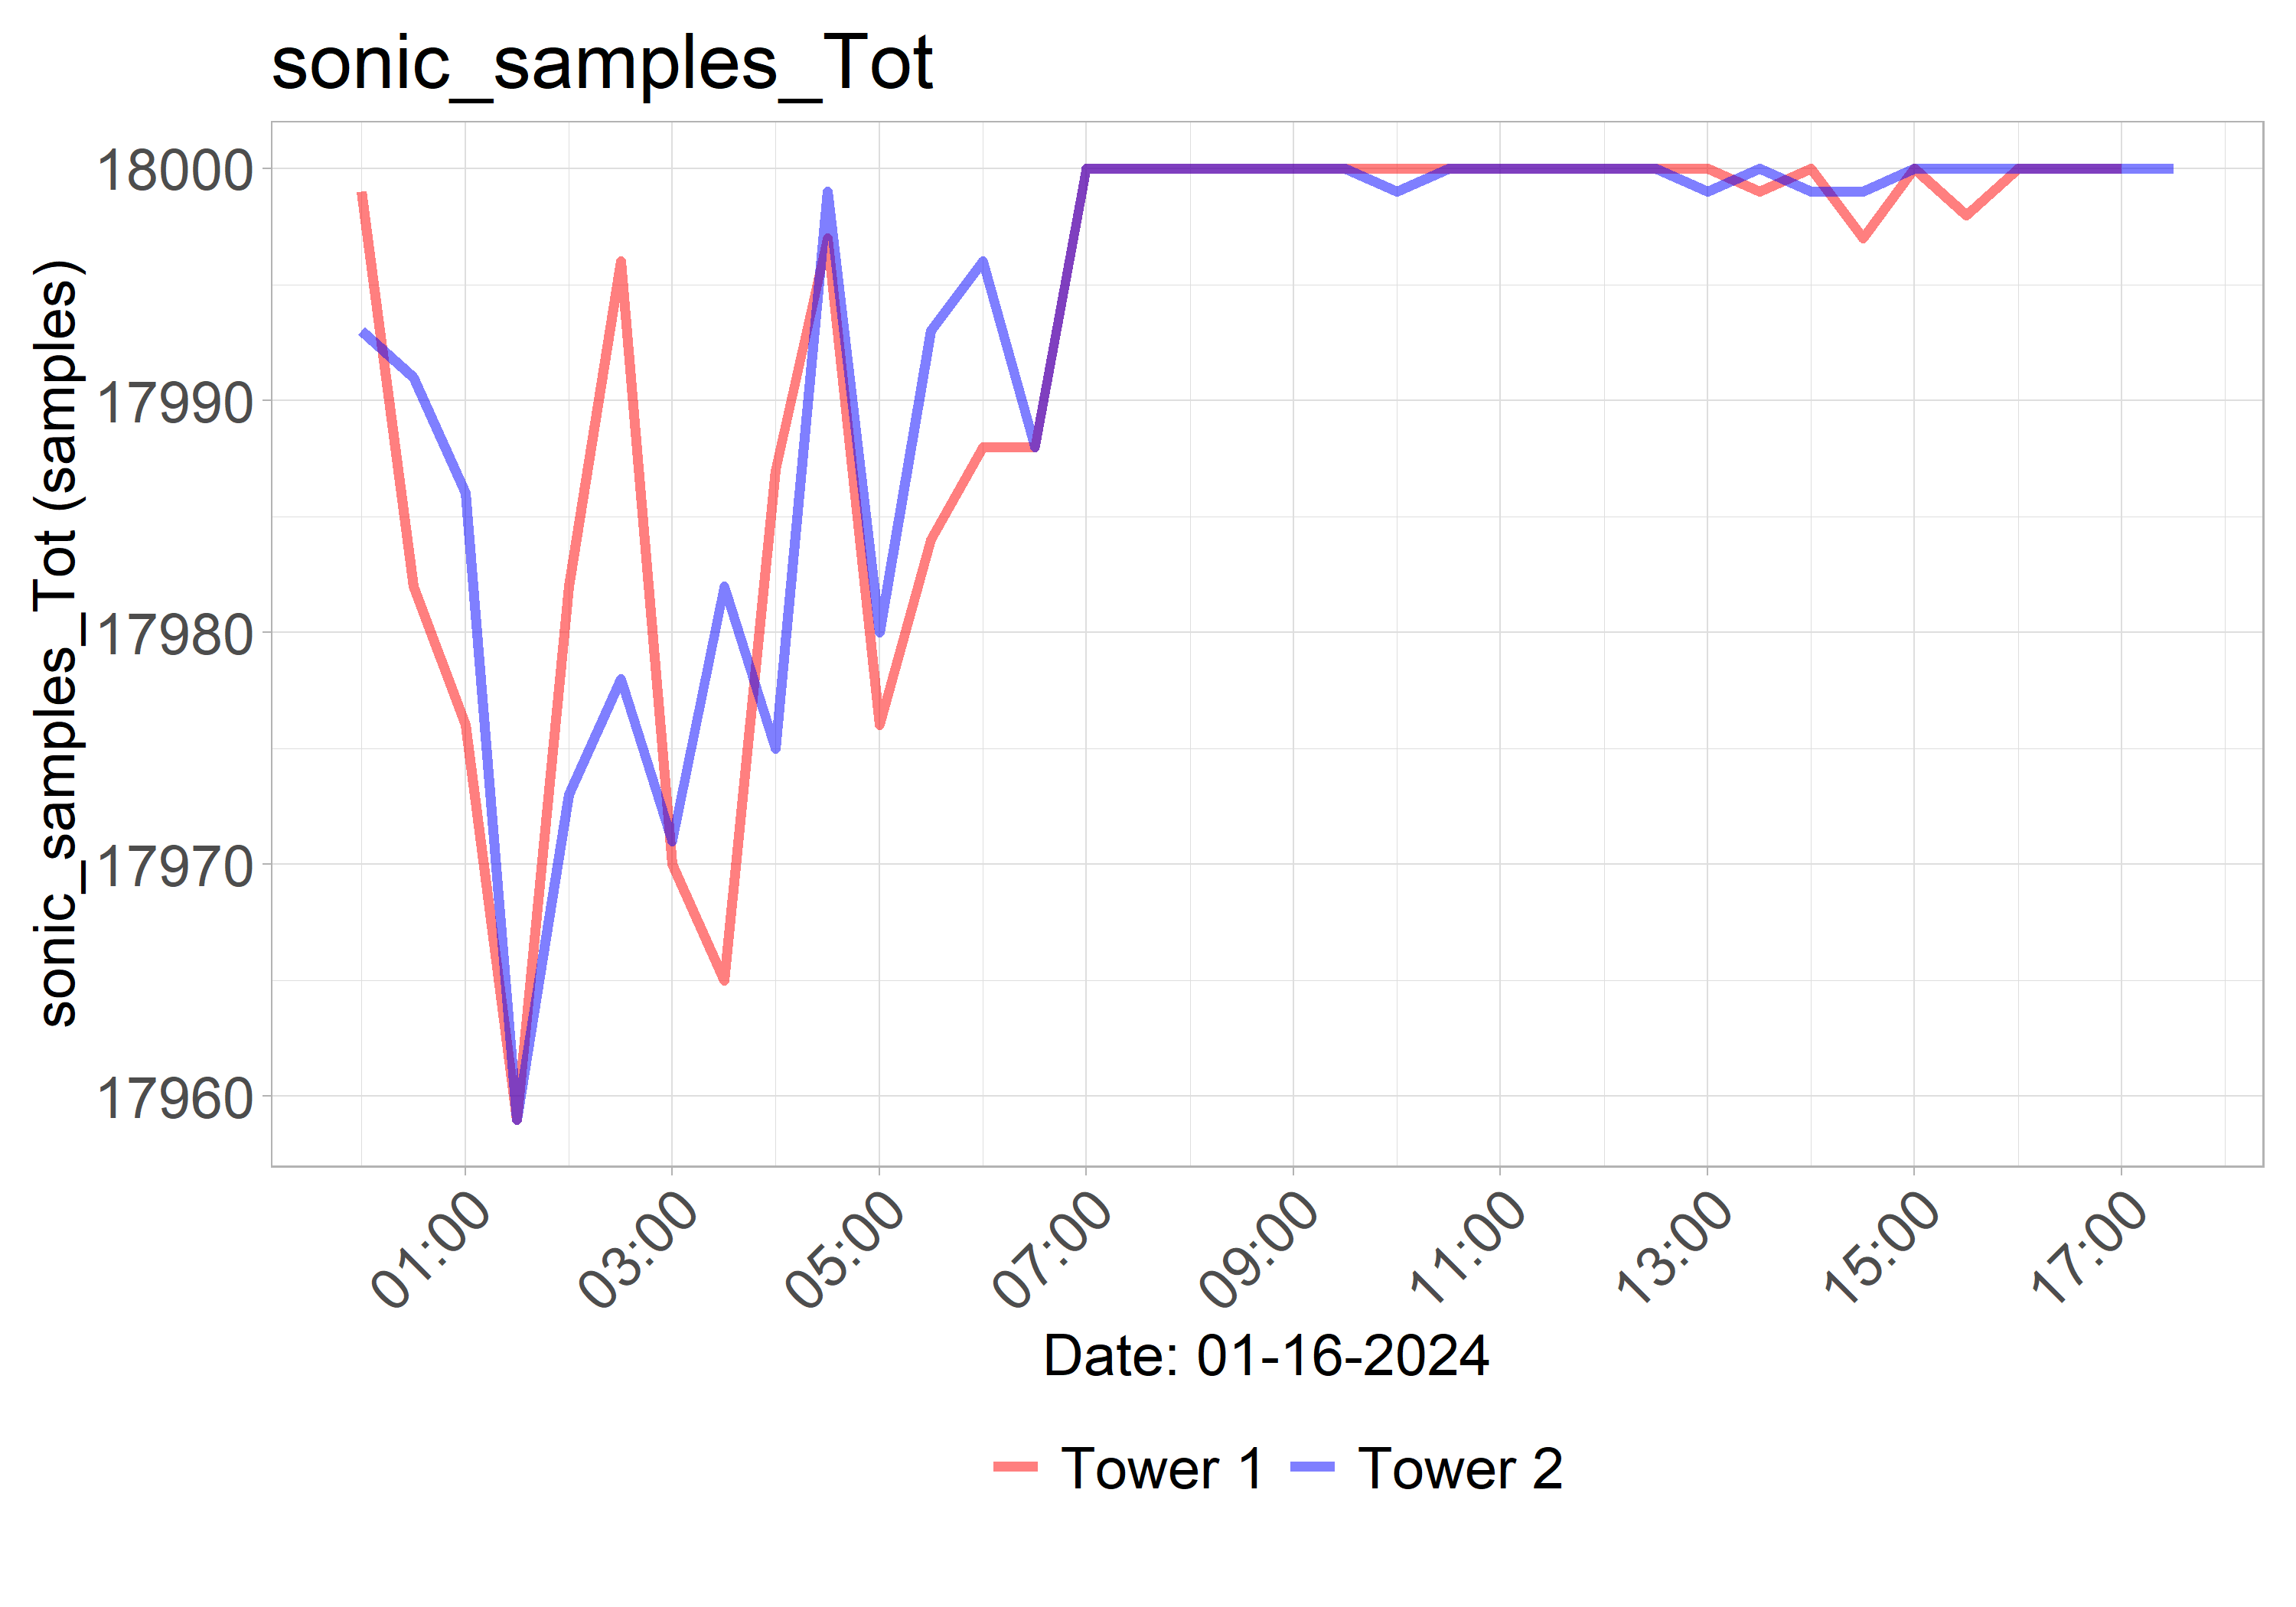 sonic_samples_Tot
sonic_samples_Tot (samples)
18000
17990
17980
17970
17960
01:00
03:00
05:00
07:00
09:00
11:00
13:00
15:00
17:00
Date: 01-16-2024
Tower 1
Tower 2